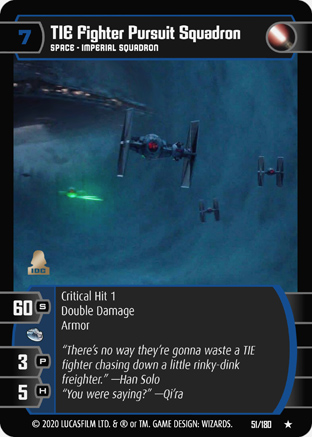 7
TIE Fighter Pursuit Squadron
SPACE - IMPERIAL SQUADRON
IDC
60 S
Critical Hit 1
Double Damage
Armor
3 P
"There's no way they're gonna waste a TIE
fighter chasing down a little rinky-dink
freighter." —Han Solo
5 H
"You were saying?" —Qi'ra
© 2020 LUCASFILM LTD. & ® or TM. GAME DESIGN: WIZARDS.
51/180